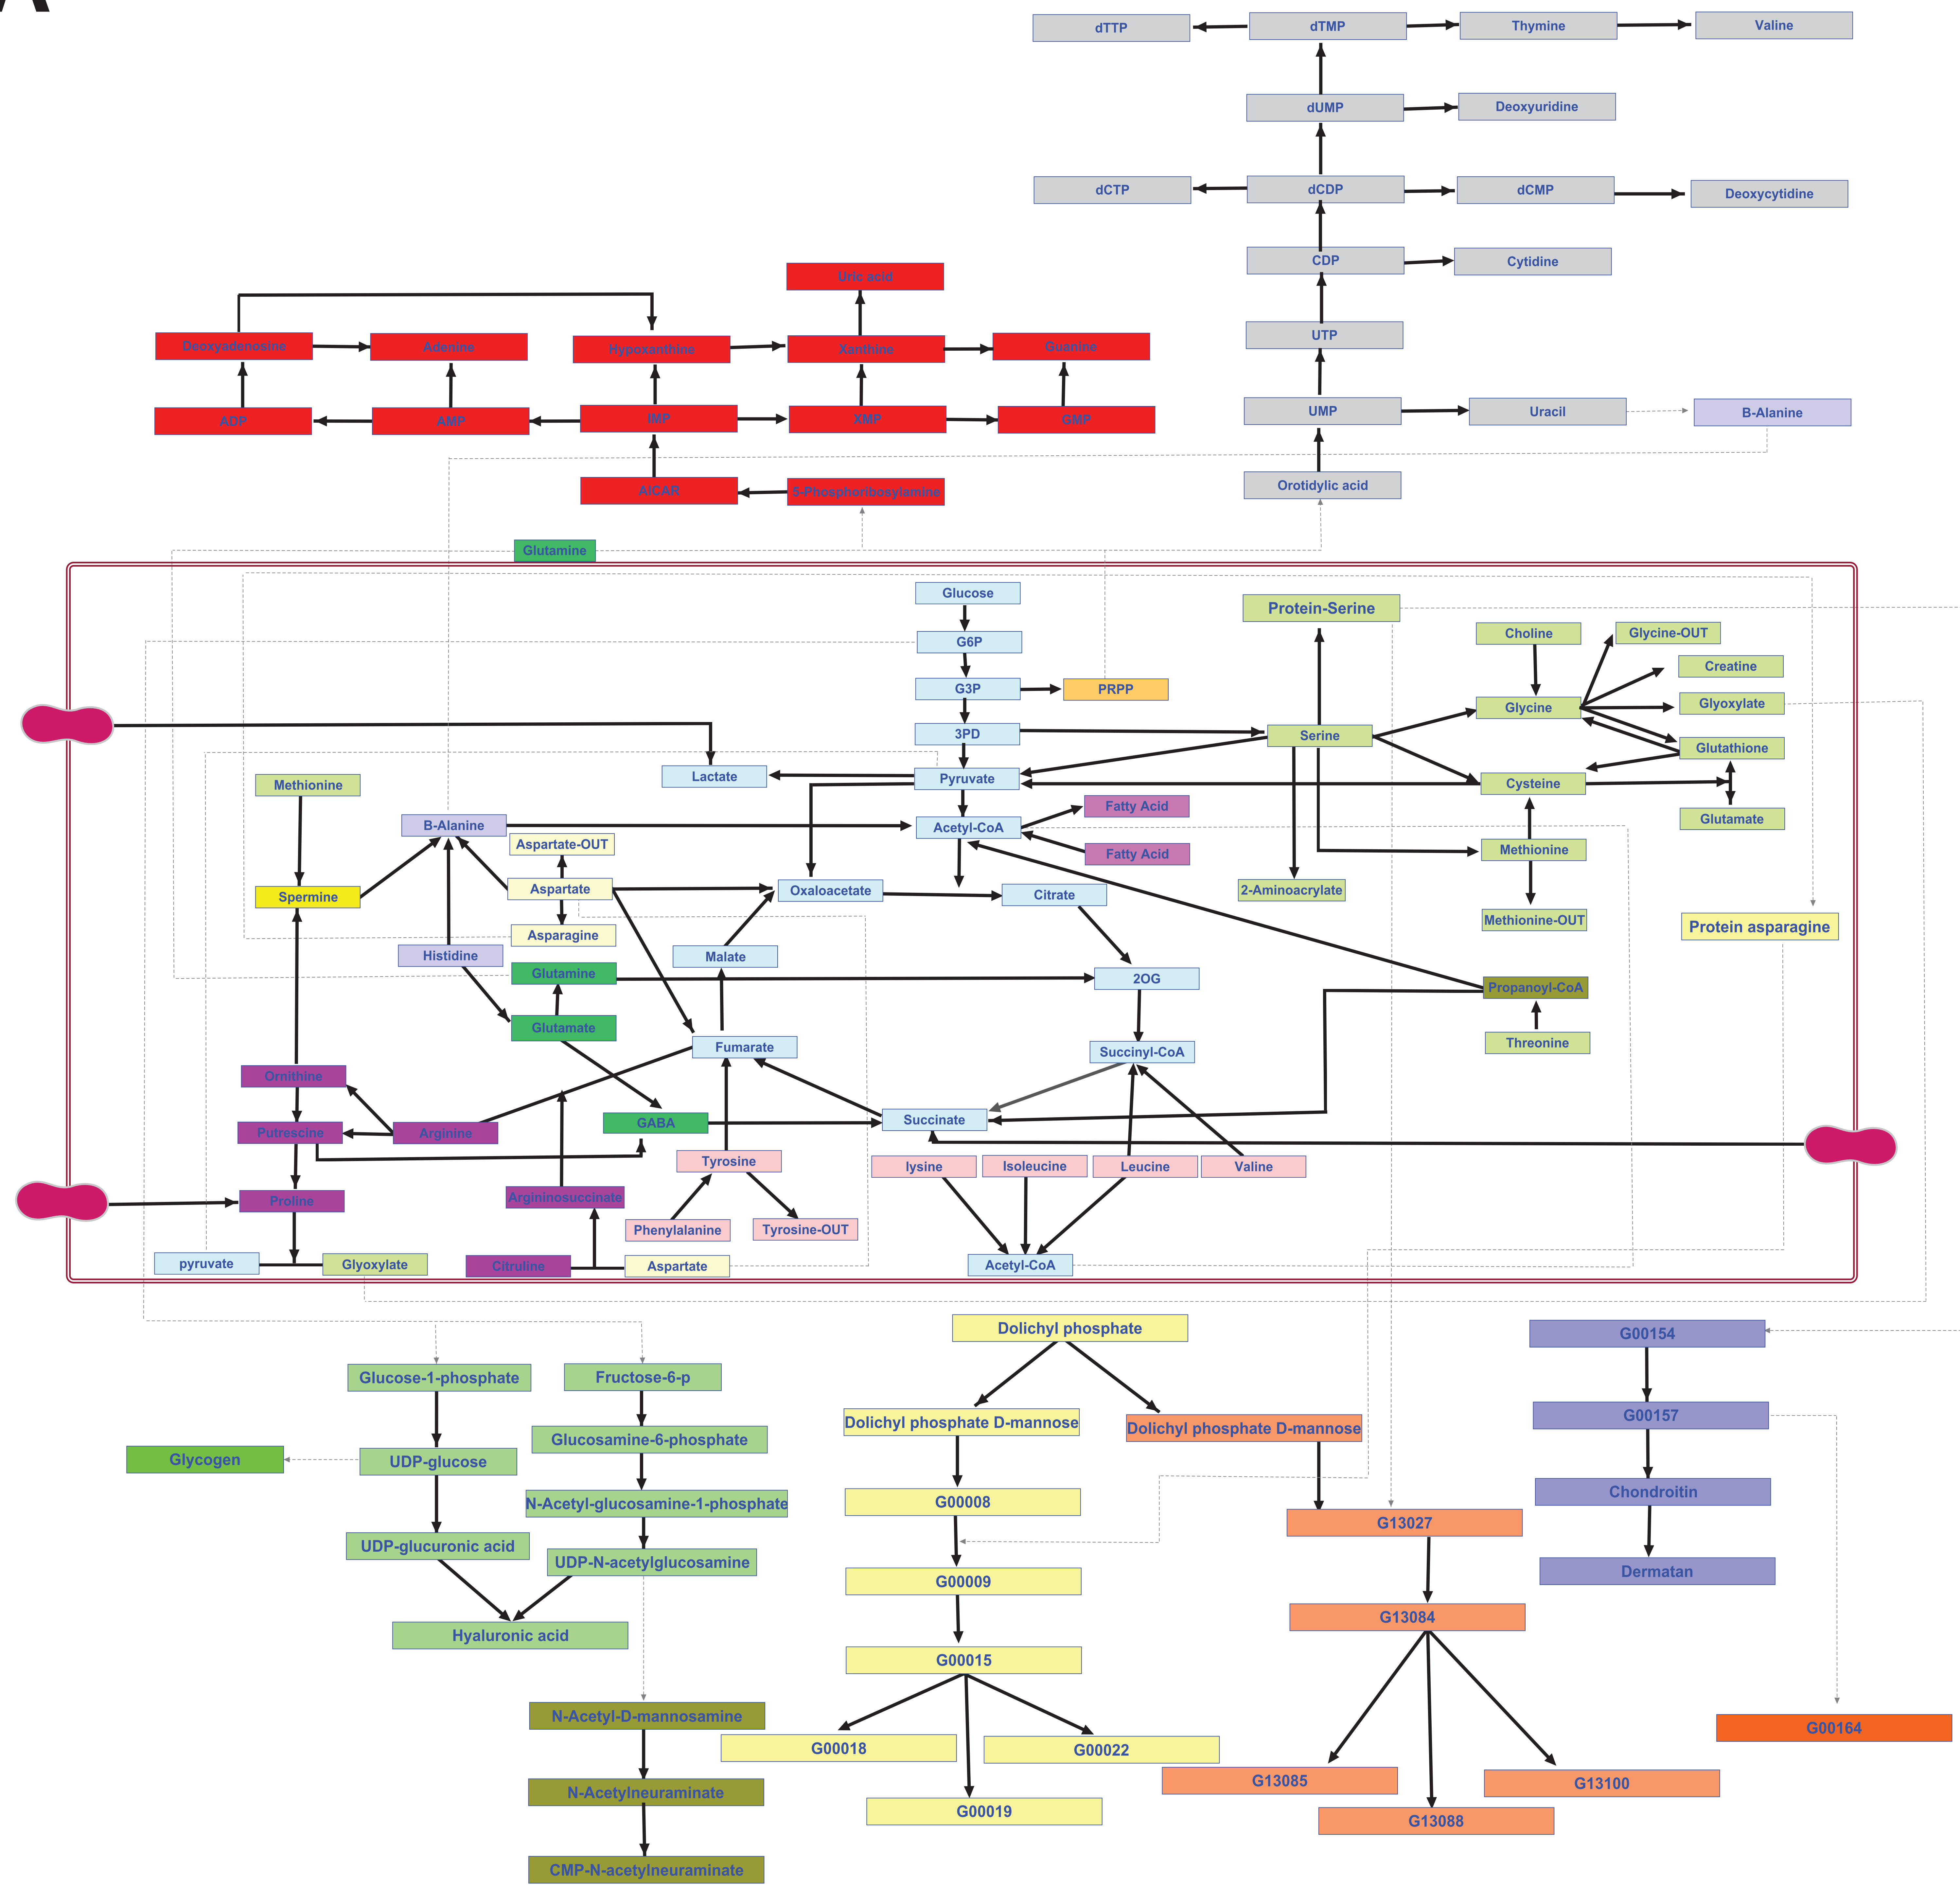 A
dTTP
dTMP
Thymine
Valine
dUMP
Deoxyuridine
dCTP
dCDP
dCMP
Deoxycytidine
CDP
Cytidine
Uric acid
UTP
Deoxyadenosine
Adenine
Hypoxanthine
Xanthine
Guanine
ADP
AMP
IMP
XMP
GMP
UMP
Uracil
B-Alanine
AICAR
5-Phosphoribosylamine
Orotidylic acid
Glutamine
Glucose
Protein-Serine
G6P
Choline
Glycine-OUT
Creatine
G3P
PRPP
Glycine
Glyoxylate
3PD
Serine
Glutathione
Lactate
Pyruvate
Methionine
Cysteine
Fatty Acid
B-Alanine
Acetyl-CoA
Glutamate
Aspartate-OUT
Fatty Acid
Methionine
Spermine
Aspartate
Oxaloacetate
Citrate
2-Aminoacrylate
Methionine-OUT
Asparagine
Protein asparagine
Histidine
Malate
Glutamine
2OG
Propanoyl-CoA
Glutamate
Fumarate
Succinyl-CoA
Threonine
Ornithine
GABA
Succinate
Putrescine
Arginine
Tyrosine
lysine
Isoleucine
Leucine
Valine
Proline
Argininosuccinate
Phenylalanine
Tyrosine-OUT
pyruvate
Glyoxylate
Citruline
Aspartate
Acetyl-CoA
Dolichyl phosphate
G00154
Glucose-1-phosphate
Fructose-6-p
Dolichyl phosphate D-mannose
Dolichyl phosphate D-mannose
G00157
Glucosamine-6-phosphate
Glycogen
UDP-glucose
Chondroitin
N-Acetyl-glucosamine-1-phosphate
G00008
G13027
UDP-glucuronic acid
UDP-N-acetylglucosamine
G00009
Dermatan
Hyaluronic acid
G13084
G00015
N-Acetyl-D-mannosamine
G00018
G00022
G00164
G13085
G13100
N-Acetylneuraminate
G00019
G13088
CMP-N-acetylneuraminate